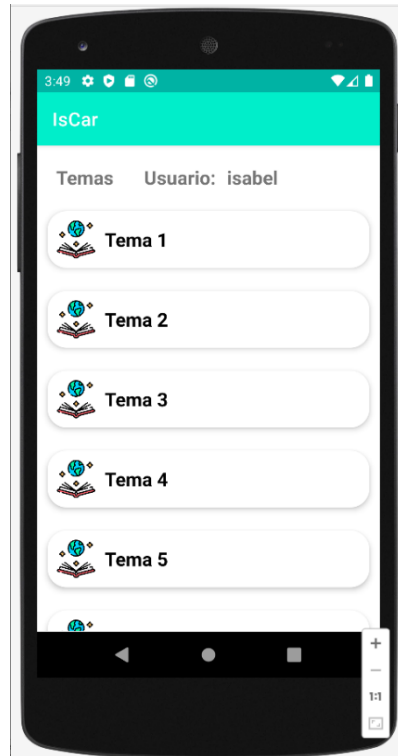 3:49
IsCar
Temas Usuario: isabel
Tema 1
Tema 2
Tema 3
Tema 4
Tema 5
1:1